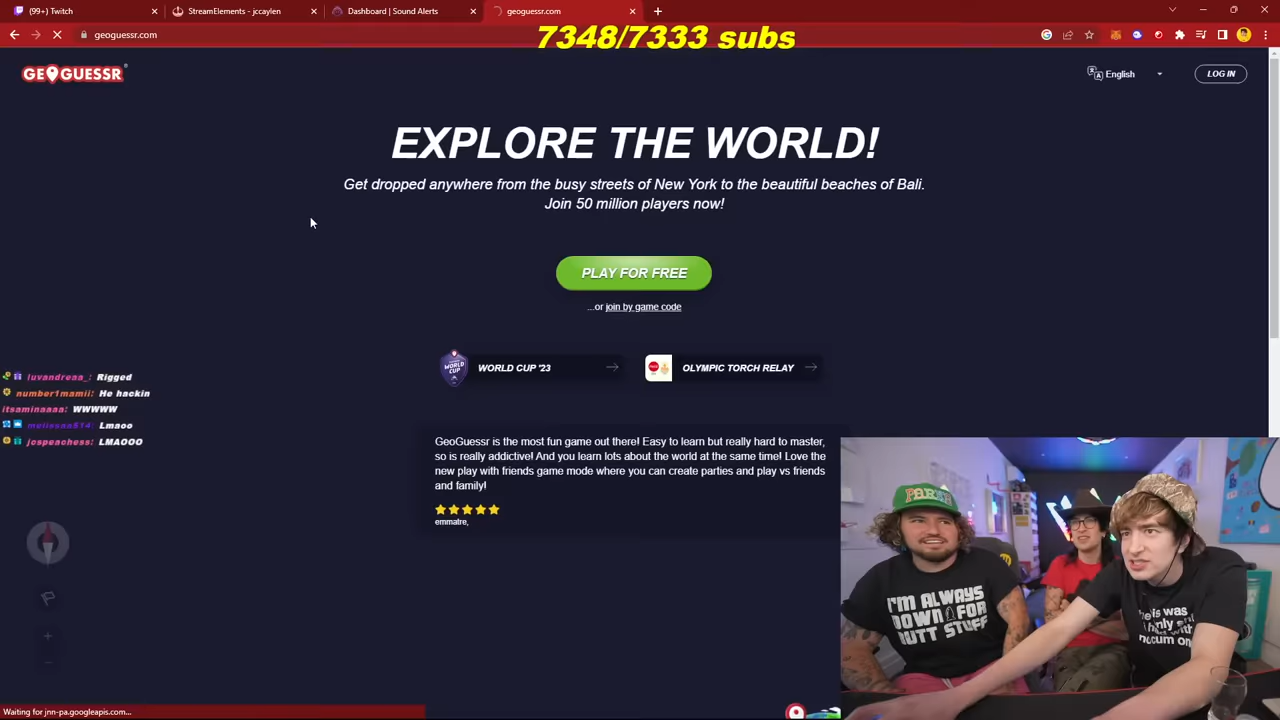 (99+) Twitch
StreamElements - jccaylen
Dashboard | Sound Alerts
geoguessr.com
geoguessr.com
7348/7333 subs
GEOGUESSR
English
LOG IN
EXPLORE THE WORLD!
Get dropped anywhere from the busy streets of New York to the beautiful beaches of Bali.
Join 50 million players now!
PLAY FOR FREE
...or join by game code
WORLD CUP '23
OLYMPIC TORCH RELAY
luvandreaa_: Rigged
number1mamii: He hackin
itsaminaaaa: WWWWW
melissaa514: Lmaoo
jospeachess: LMAOOO
GeoGuessr is the most fun game out there! Easy to learn but really hard to master,
so is really addictive! And you learn lots about the world at the same time! Love the
new play with friends game mode where you can create parties and play vs friends
and family!
emmatre,
I'M ALWAYS
DOWN FOR
BUTT STUFF
Waiting for jnn-pa.googleapis.com...